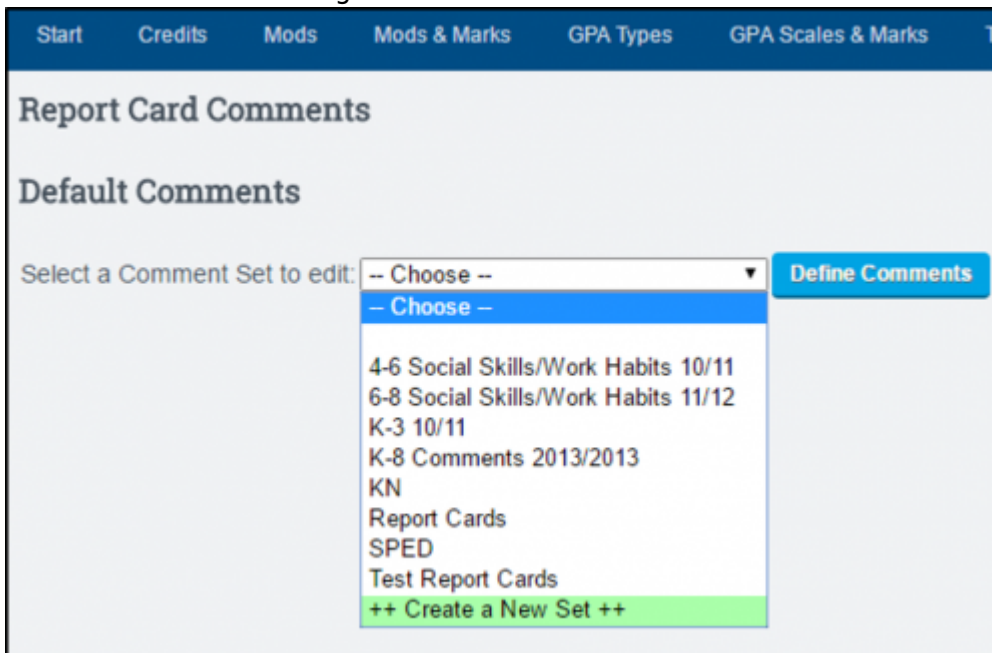 Start Credits Mods Mods & Marks GPA Types GPA Scales & Marks
Report Card Comments
Default Comments
Select a Comment Set to edit: -- Choose -- Define Comments
-- Choose --
4-6 Social Skills/Work Habits 10/11
6-8 Social Skills/Work Habits 11/12
K-3 10/11
K-8 Comments 2013/2013
KN
Report Cards
SPED
Test Report Cards
++ Create a New Set ++